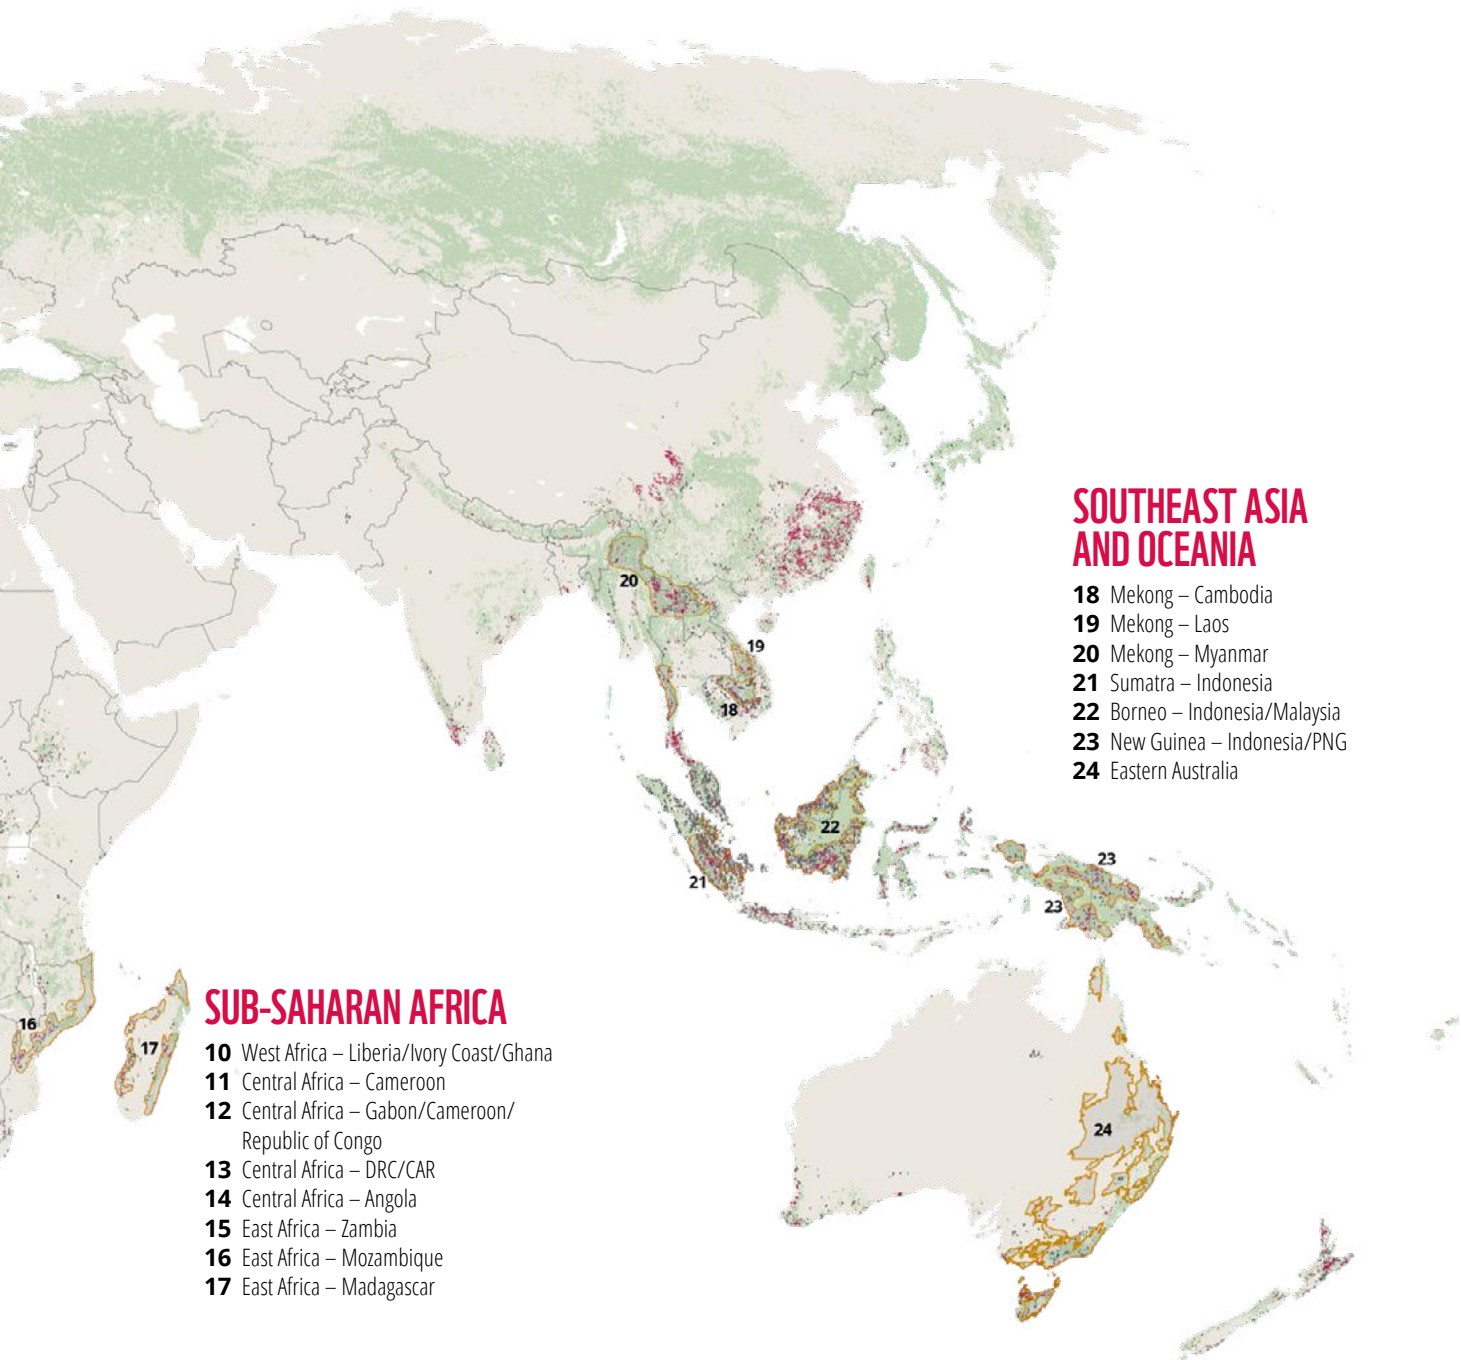 SOUTHEAST ASIA
AND OCEANIA
18 Mekong – Cambodia
19 Mekong – Laos
20 Mekong – Myanmar
21 Sumatra – Indonesia
22 Borneo – Indonesia/Malaysia
23 New Guinea – Indonesia/PNG
24 Eastern Australia
20
19
18
22
21
23
23
SUB-SAHARAN AFRICA
10 West Africa – Liberia/Ivory Coast/Ghana
11 Central Africa – Cameroon
12 Central Africa – Gabon/Cameroon/
Republic of Congo
13 Central Africa – DRC/CAR
14 Central Africa – Angola
15 East Africa – Zambia
16 East Africa – Mozambique
17 East Africa – Madagascar
16
17
24